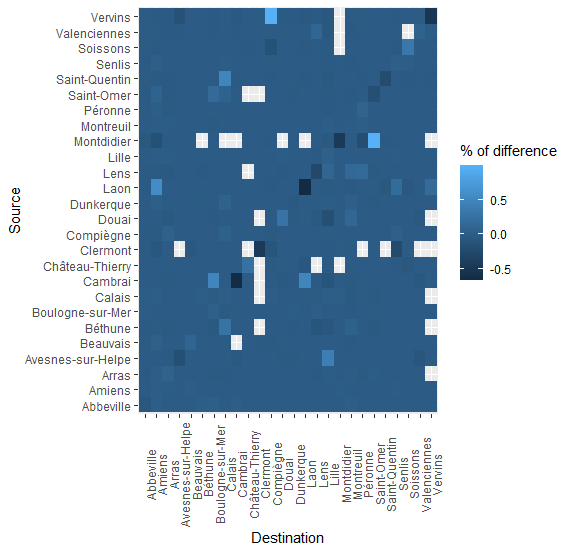 Vervins
Valenciennes
Soissons
Senlis
Saint-Quentin
Saint-Omer
Péronne
Montreuil
Montdidier
Lille
Lens
Laon
Dunkerque
Douai
Compiègne
Clermont
Château-Thierry
Cambrai
Calais
Boulogne-sur-Mer
Béthune
Beauvais
Avesnes-sur-Helpe
Arras
Amiens
Abbeville
Source
Abbeville
Amiens
Arras
Avesnes-sur-Helpe
Beauvais
Béthune
Boulogne-sur-Mer
Calais
Cambrai
Château-Thierry
Clermont
Compiègne
Douai
Dunkerque
Laon
Lens
Lille
Montdidier
Montreuil
Péronne
Saint-Omer
Saint-Quentin
Senlis
Soissons
Valenciennes
Vervins
Destination
% of difference
0.5
0.0
-0.5